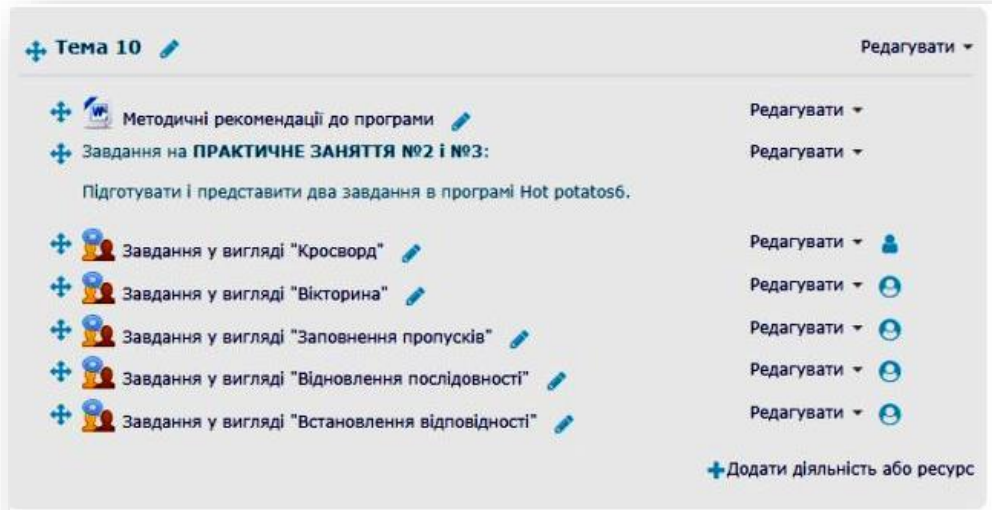 Тема 10 Редагувати
Методичні рекомендації до програми Редагувати
Завдання на ПРАКТИЧНЕ ЗАНЯТТЯ №2 і №3: Редагувати
Підготувати і представити два завдання в програмі Hot potatos6.
Завдання у вигляді "Кросворд" Редагувати
Завдання у вигляді "Вікторина" Редагувати
Завдання у вигляді "Заповнення пропусків" Редагувати
Завдання у вигляді "Відновлення послідовності" Редагувати
Завдання у вигляді "Встановлення відповідності" Редагувати
Додати діяльність або ресурс